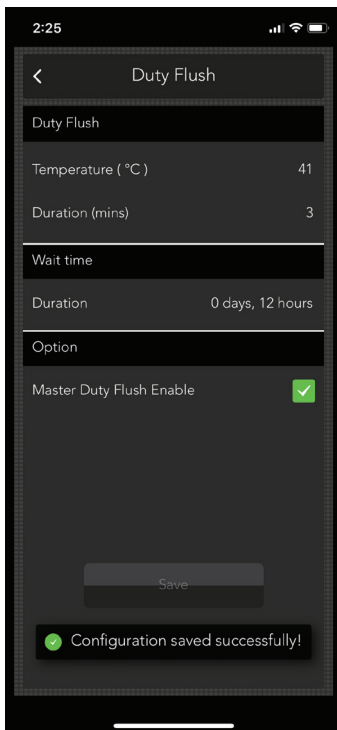 2:25
Duty Flush
Duty Flush
Temperature ( °C ) 41
Duration (mins) 3
Wait time
Duration 0 days, 12 hours
Option
Master Duty Flush Enable
Save
Configuration saved successfully!